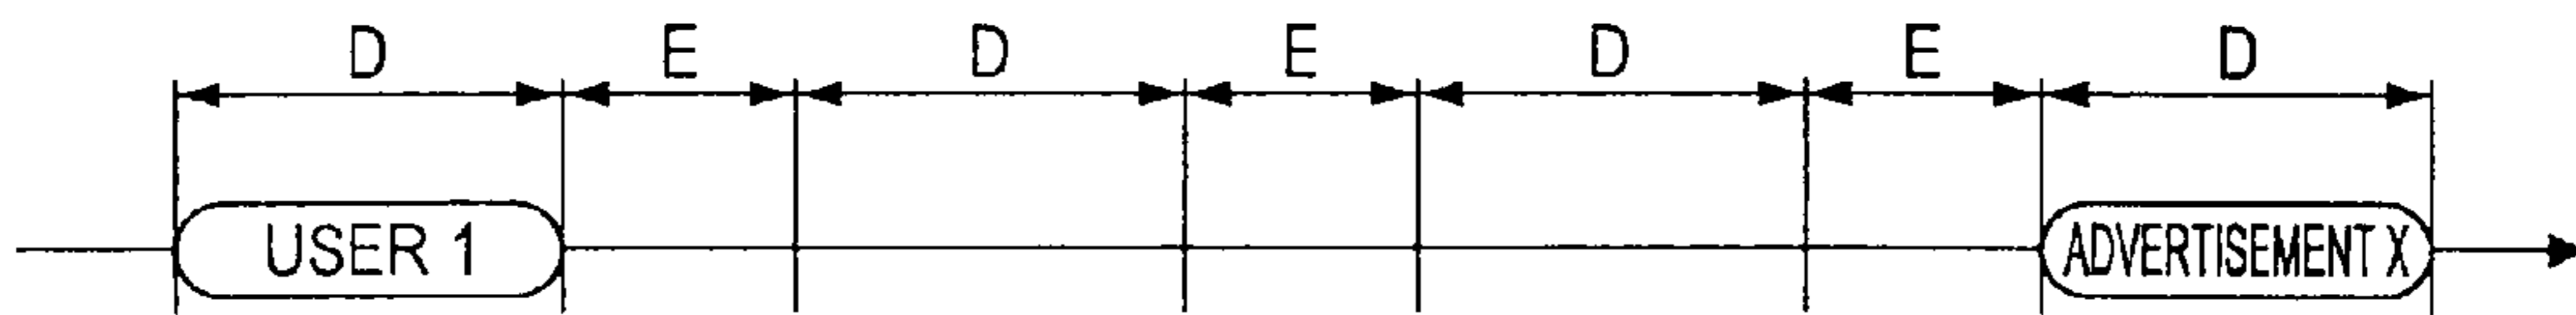 D E D E D E D
USER 1 ADVERTISEMENT X